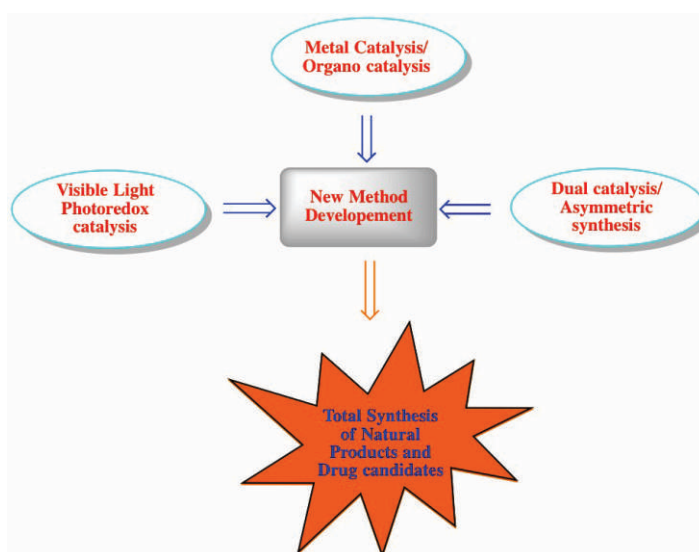 Metal Catalysis/
Organo catalysis
Visible Light
Photoredox
catalysis
New Method
Developement
Dual catalysis/
Asymmetric
synthesis
Total Synthesis
of Natural
Products and
Drug candidates